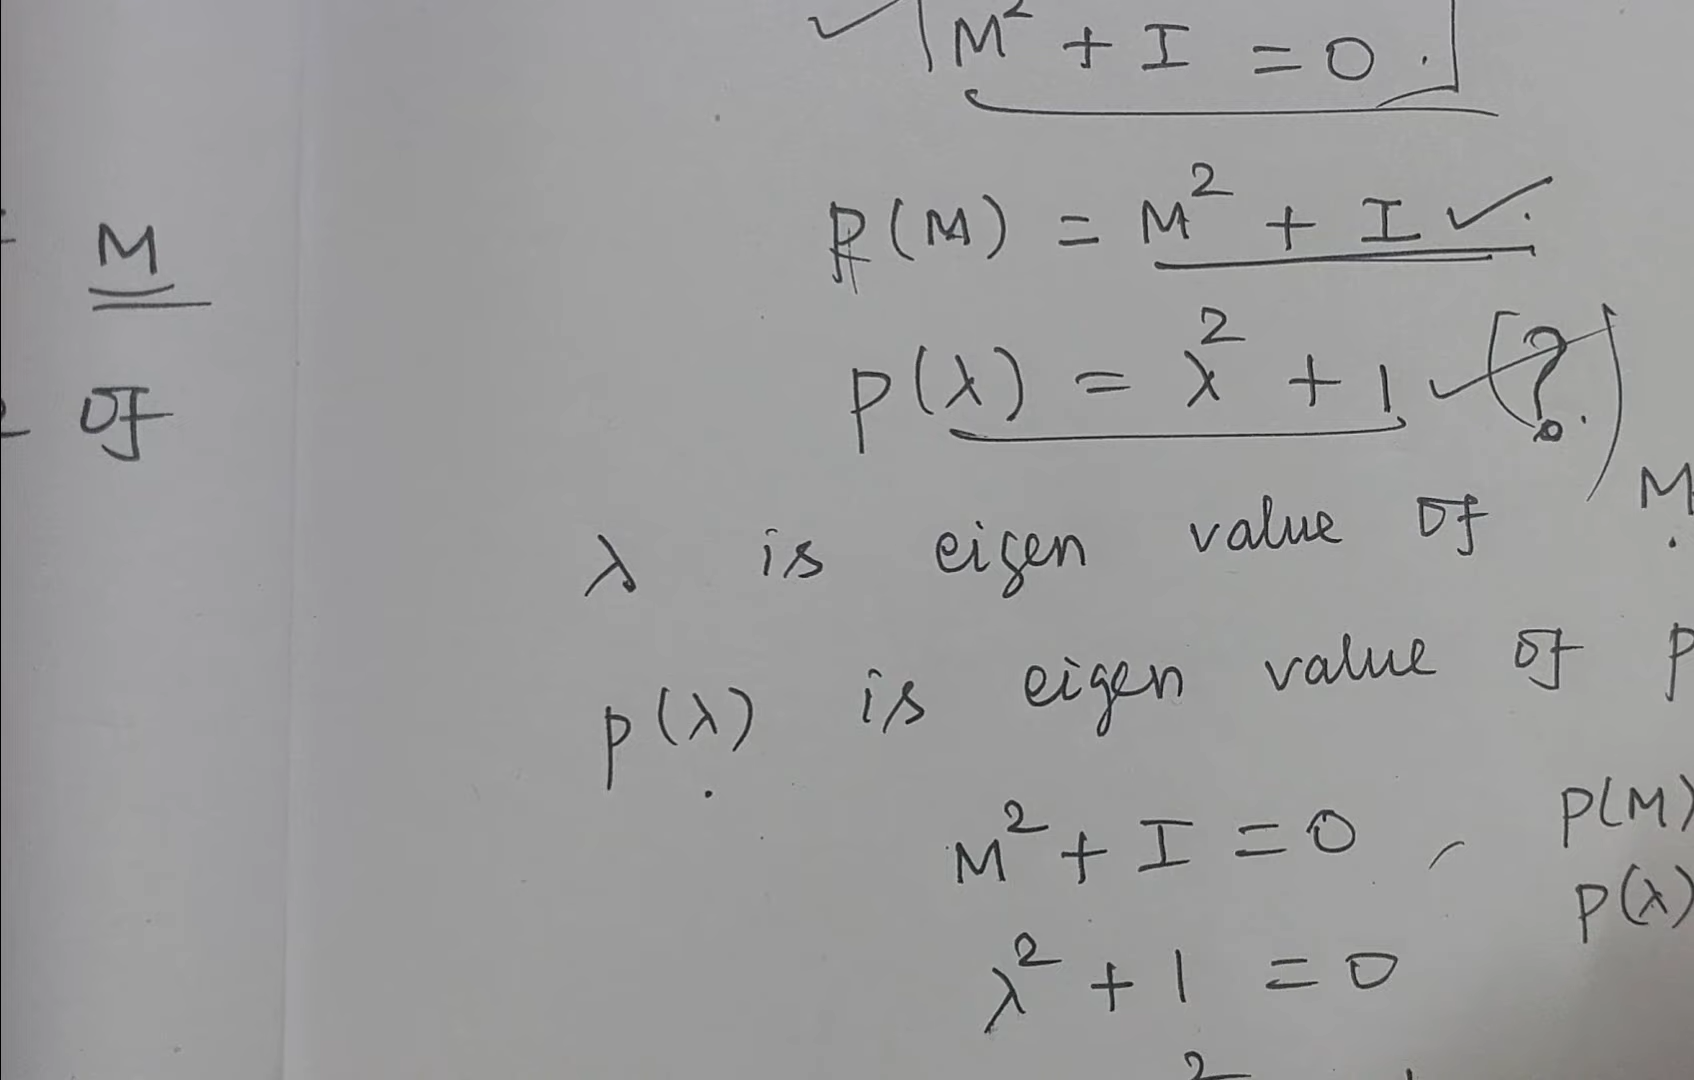 M² + I = 0.
P(M) = M² + I
M
p(λ) = λ² + 1 (?)
of
λ is eigen value of M.
p(λ) is eigen value of P
M² + I = 0, P(M)
λ² + 1 = 0 P(λ)
2